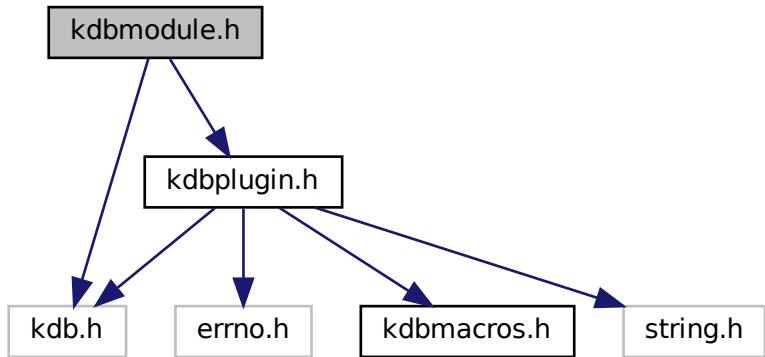 kdbmodule.h
kdbplugin.h
kdb.h
errno.h
kdbmacros.h
string.h